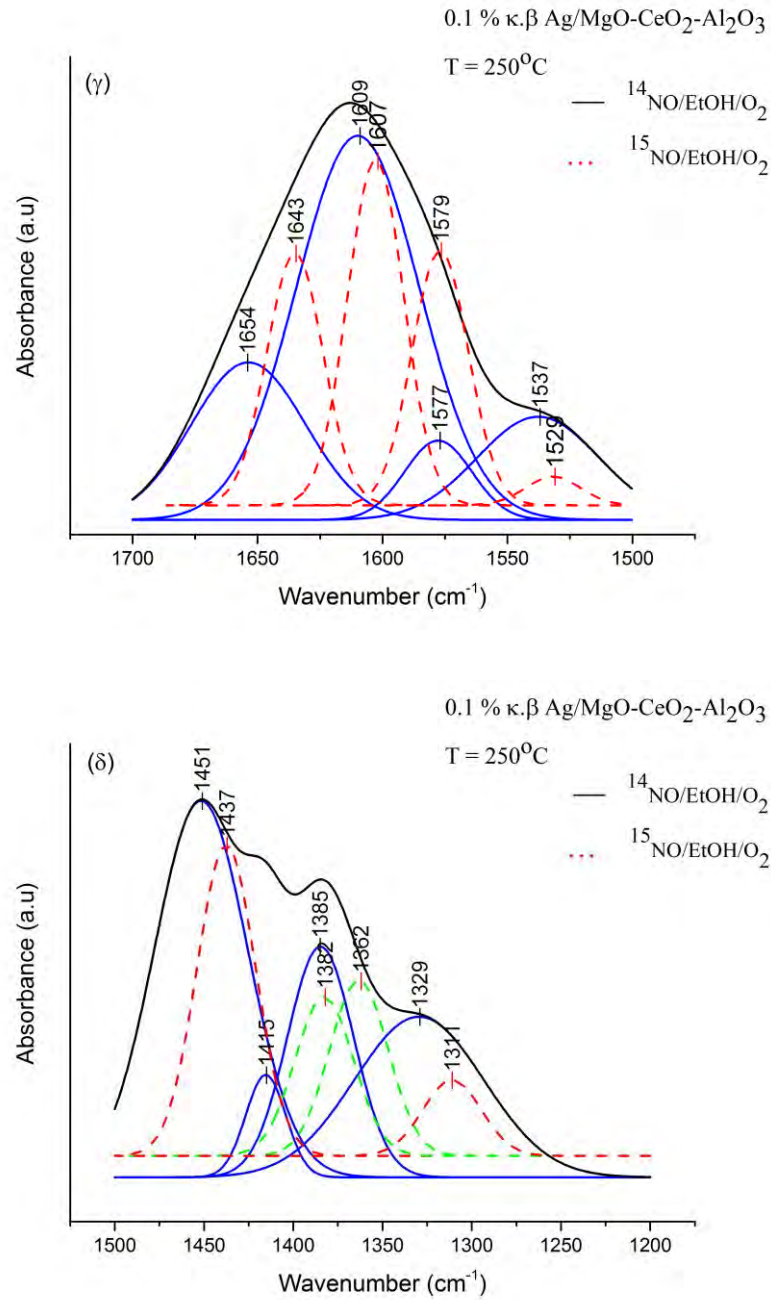 0.1 % κ.β Ag/MgO-CeO₂-Al₂O₃
(γ)
T = 250°C
¹⁴NO/EtOH/O₂
¹⁵NO/EtOH/O₂
1609
1607
1643
1579
1654
1577
1537
1529
Absorbance (a.u)
1700 1650 1600 1550 1500
Wavenumber (cm⁻¹)
0.1 % κ.β Ag/MgO-CeO₂-Al₂O₃
(δ)
T = 250°C
¹⁴NO/EtOH/O₂
¹⁵NO/EtOH/O₂
1451
1437
1415
1385
1382
1362
1329
1311
Absorbance (a.u)
1500 1450 1400 1350 1300 1250 1200
Wavenumber (cm⁻¹)